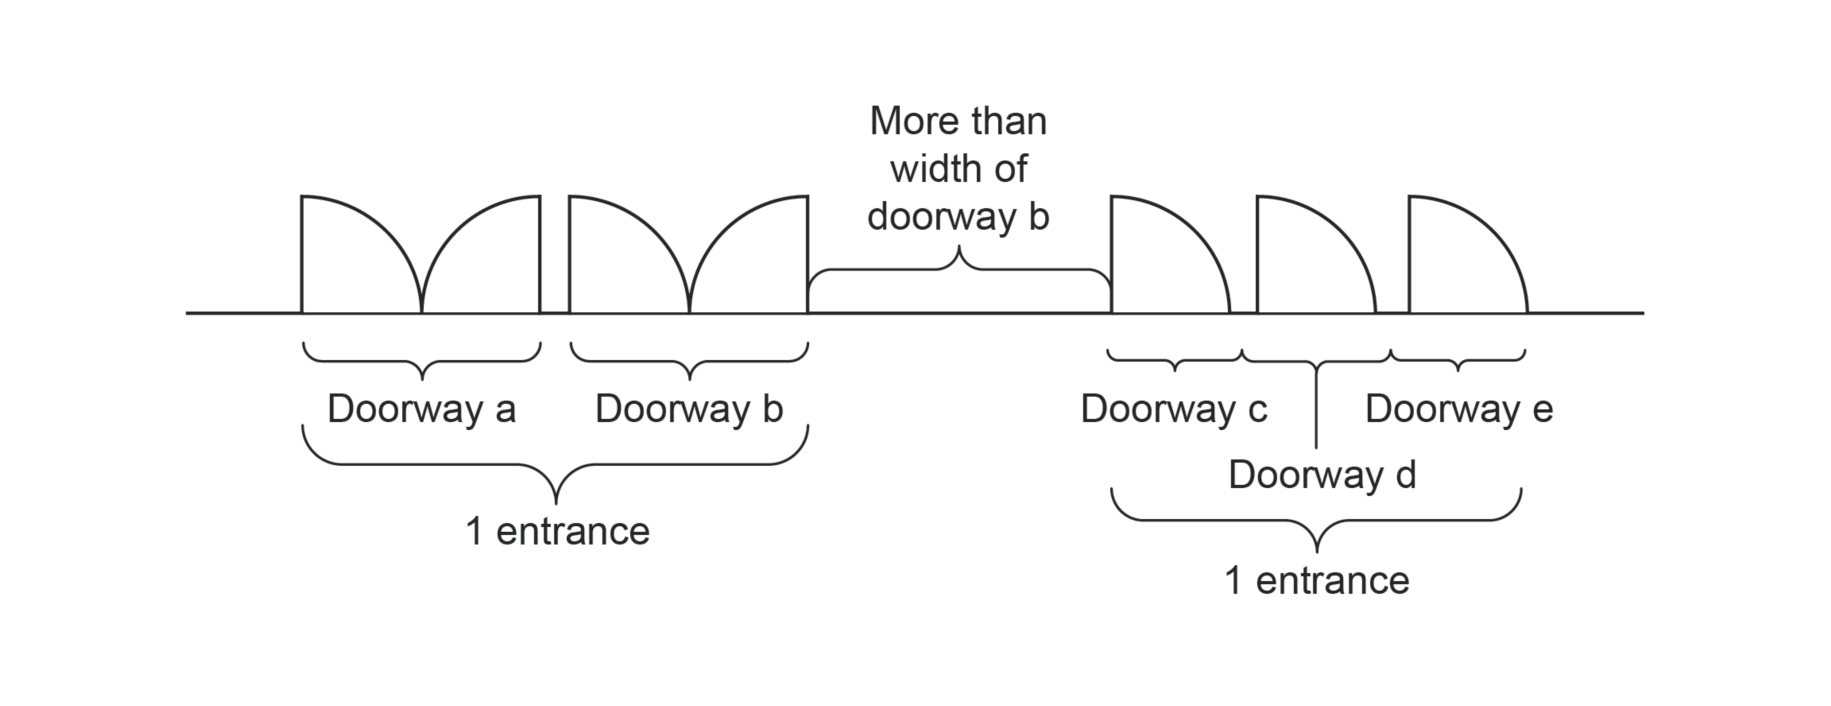 More than
width of
doorway b
Doorway a
Doorway b
Doorway c
Doorway e
Doorway d
1 entrance
1 entrance